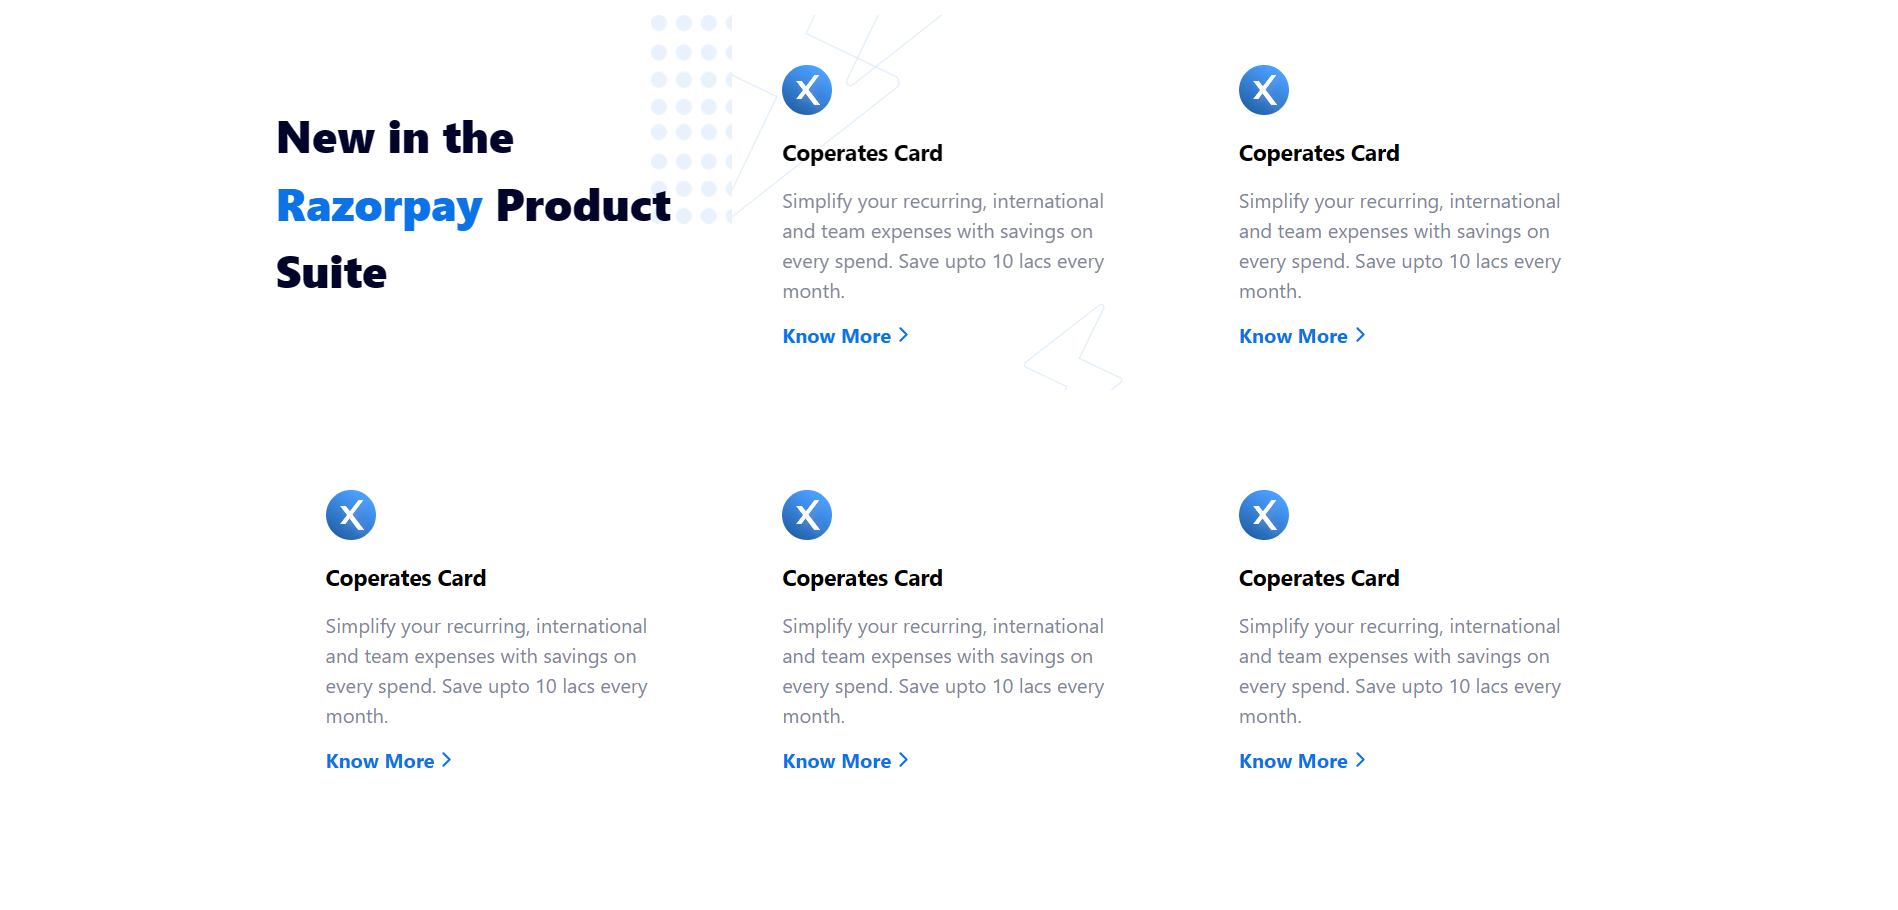 New in the
Razorpay Product
Suite
Coperates Card
Simplify your recurring, international
and team expenses with savings on
every spend. Save upto 10 lacs every
month.
Know More
Coperates Card
Simplify your recurring, international
and team expenses with savings on
every spend. Save upto 10 lacs every
month.
Know More
Coperates Card
Simplify your recurring, international
and team expenses with savings on
every spend. Save upto 10 lacs every
month.
Know More
Coperates Card
Simplify your recurring, international
and team expenses with savings on
every spend. Save upto 10 lacs every
month.
Know More
Coperates Card
Simplify your recurring, international
and team expenses with savings on
every spend. Save upto 10 lacs every
month.
Know More